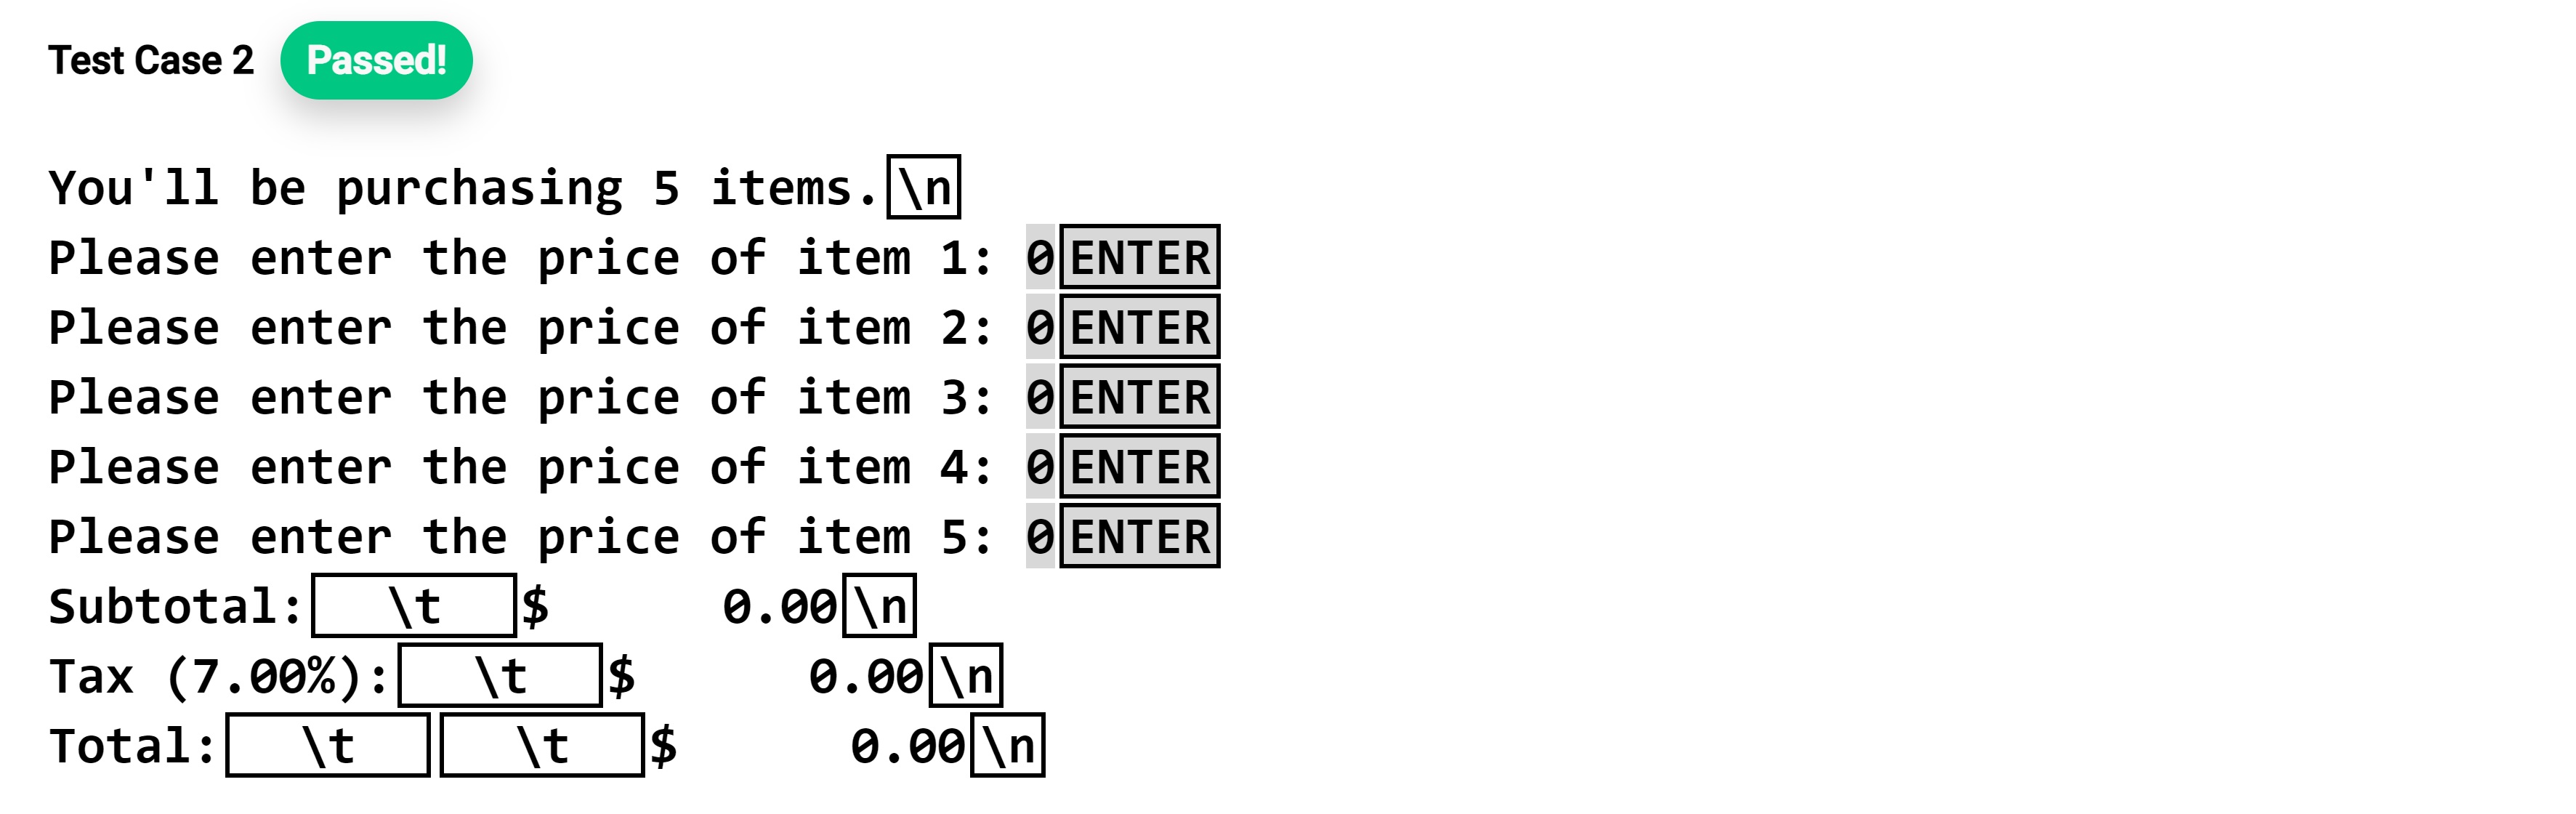 Test Case 2 Passed!
You'll be purchasing 5 items.\n
Please enter the price of item 1: 0ENTER
Please enter the price of item 2: 0ENTER
Please enter the price of item 3: 0ENTER
Please enter the price of item 4: 0ENTER
Please enter the price of item 5: 0ENTER
Subtotal: \t $      0.00\n
Tax (7.00%): \t $      0.00\n
Total: \t \t $      0.00\n